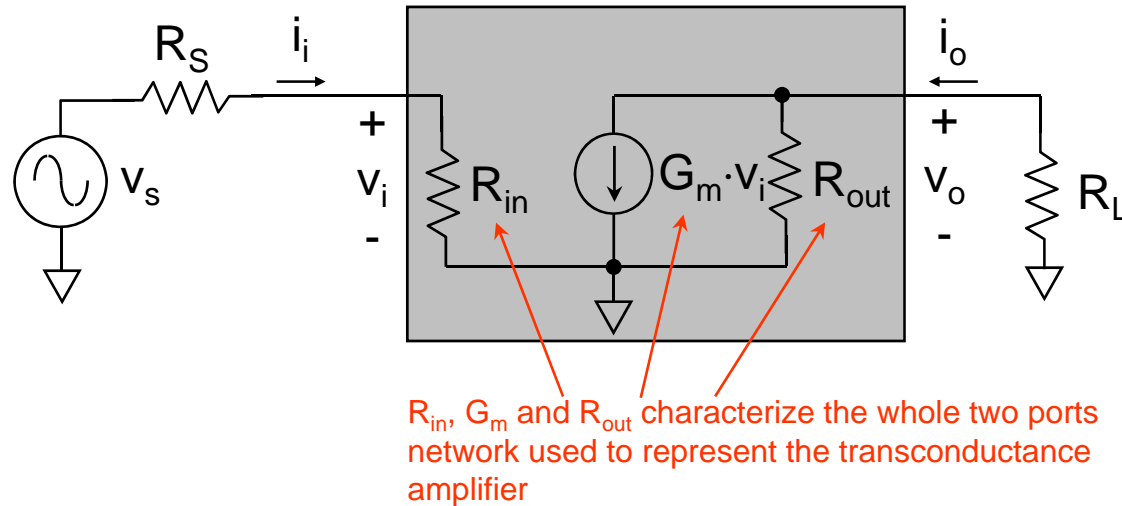 R_S
i_i
i_o
+
+
v_s
v_i
R_in
G_m·v_i
R_out
v_o
R_L
-
-
R_in, G_m and R_out characterize the whole two ports
network used to represent the transconductance
amplifier